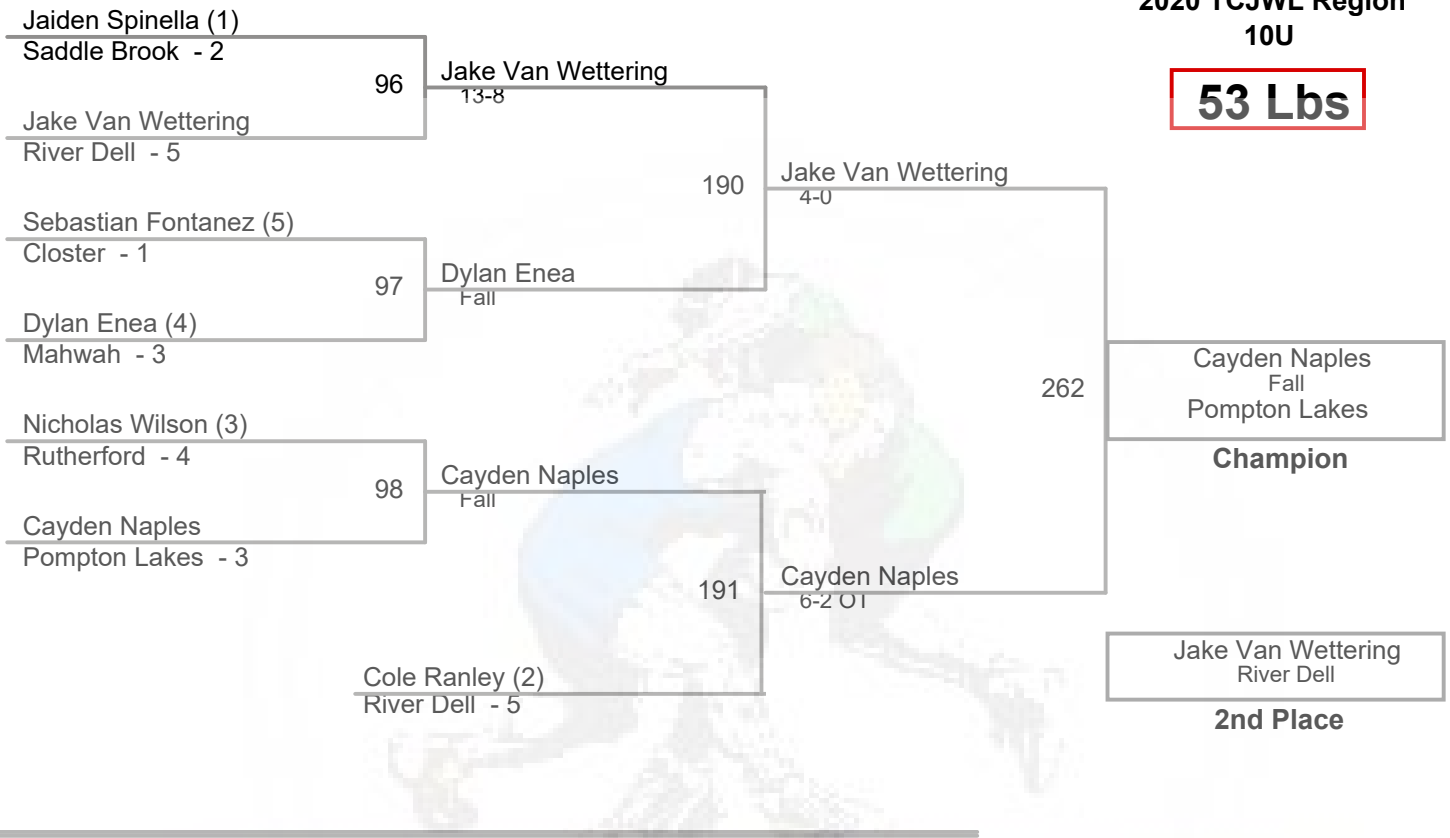 2020 TCJWL Region
10U
53 Lbs
Jaiden Spinella (1)
Saddle Brook - 2
96
Jake Van Wettering
13-8
Jake Van Wettering
River Dell - 5
190
Jake Van Wettering
4-0
Sebastian Fontanez (5)
Closter - 1
97
Dylan Enea
Fall
Dylan Enea (4)
Mahwah - 3
262
Cayden Naples
Fall
Pompton Lakes
Champion
Nicholas Wilson (3)
Rutherford - 4
98
Cayden Naples
Fall
Cayden Naples
Pompton Lakes - 3
191
Cayden Naples
6-2 OT
Cole Ranley (2)
River Dell - 5
Jake Van Wettering
River Dell
2nd Place